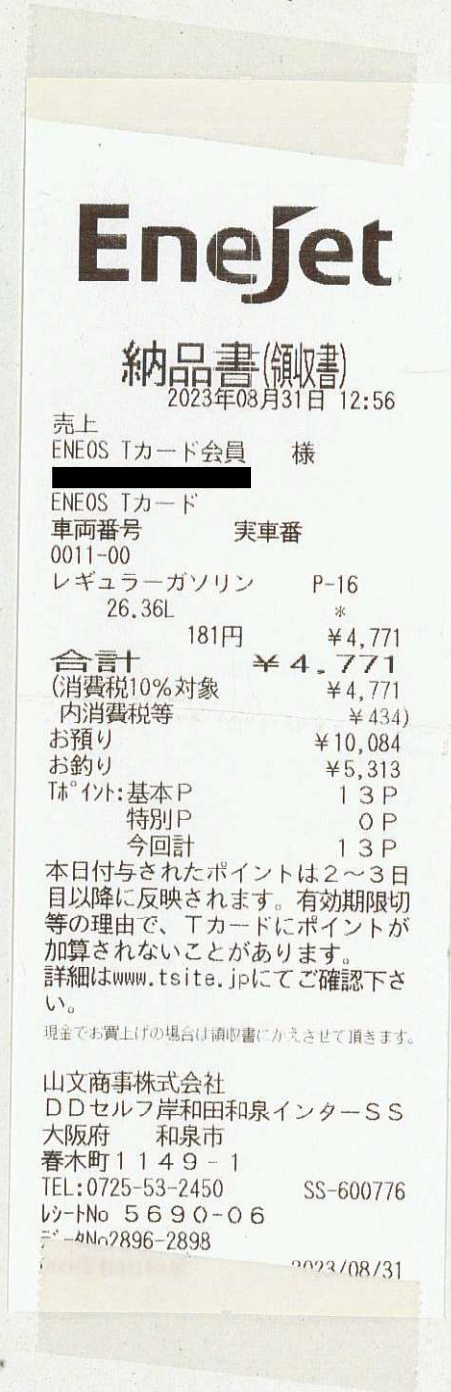 Enejet
納品書(領収書)
2023年08月31日 12:56
売上
ENEOS Tカード会員 様
ENEOS Tカード
車両番号 実車番
0011-00
レギュラーガソリン P-16
26.36L *
181円 ¥4,771
合計 ¥4,771
(消費税10%対象 ¥4,771
内消費税等 ¥434)
お預り ¥10,084
お釣り ¥5,313
Tポイント:基本P 13P
特別P 0P
今回計 13P
本日付与されたポイントは2〜3日
目以降に反映されます。有効期限切
等の理由で、Tカードにポイントが
加算されないことがあります。
詳細はwww.tsite.jpにてご確認下さ
い。
現金でお買上げの場合は領収書にかえさせて頂きます。
山文商事株式会社
DDセルフ岸和田和泉インターSS
大阪府 和泉市
春木町1149-1
TEL:0725-53-2450 SS-600776
レシートNo 5690-06
データNo2896-2898
2023/08/31